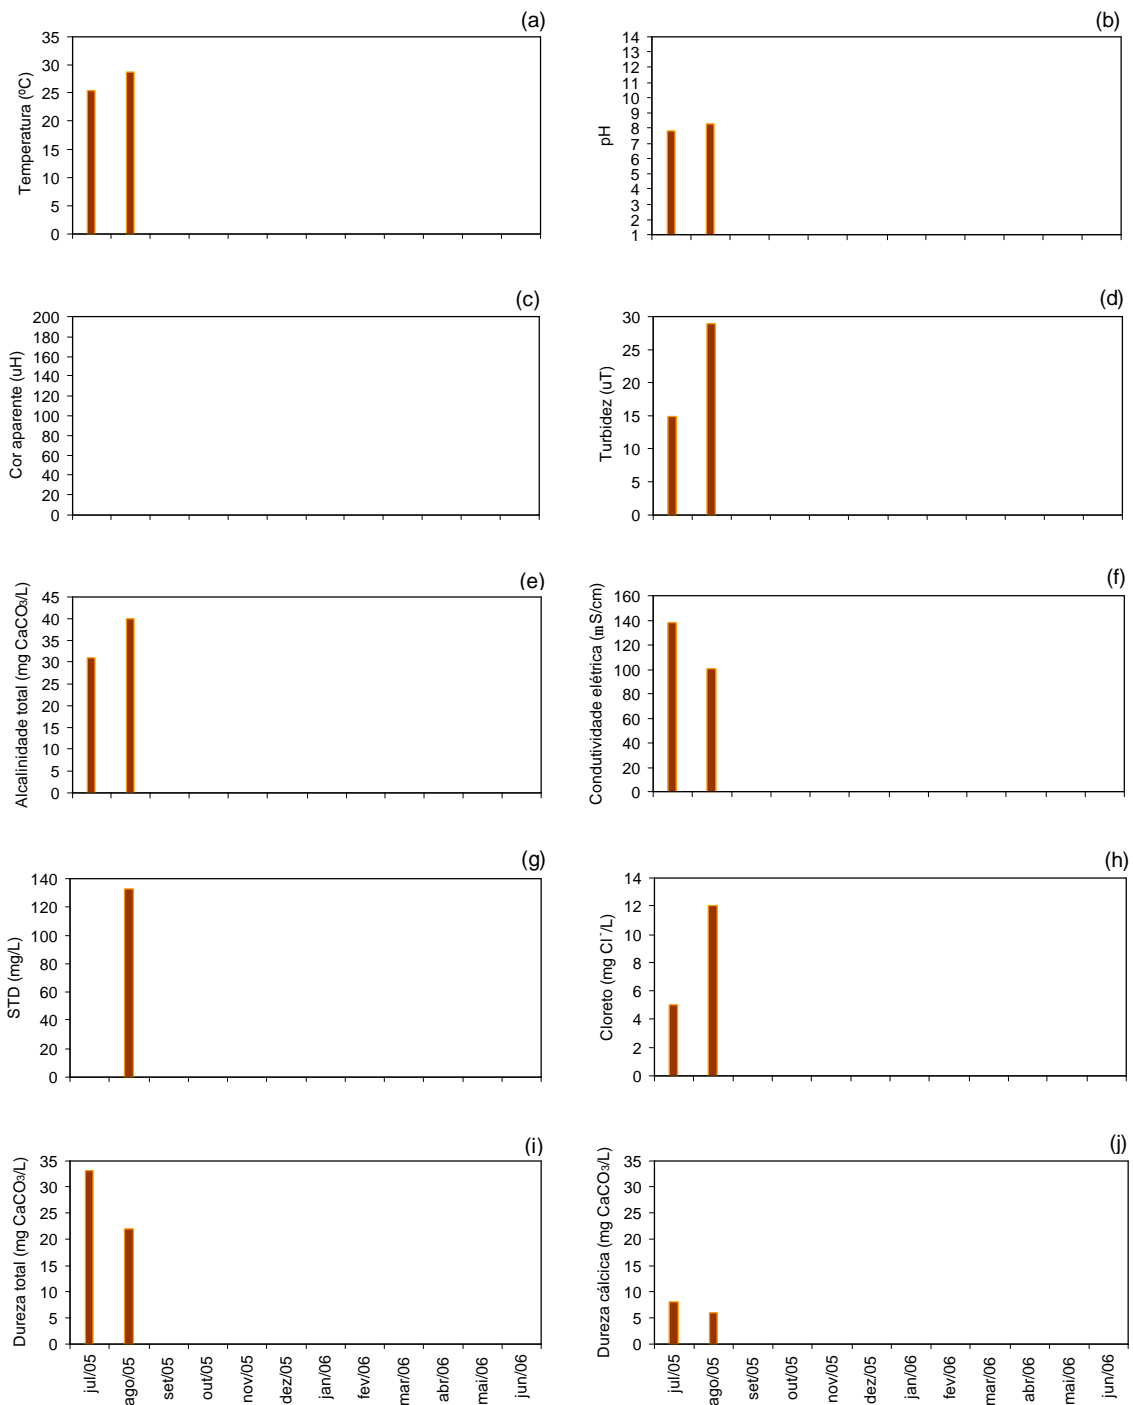 (a)
Temperatura (ºC)
35
30
25
20
15
10
5
0
(b)
pH
14
13
12
11
10
9
8
7
6
5
4
3
2
1
(c)
Cor aparente (uH)
200
180
160
140
120
100
80
60
40
20
0
(d)
Turbidez (uT)
30
25
20
15
10
5
0
(e)
Alcalinidade total (mg CaCO3/L)
45
40
35
30
25
20
15
10
5
0
(f)
Condutividade elétrica (mS/cm)
160
140
120
100
80
60
40
20
0
(g)
STD (mg/L)
140
120
100
80
60
40
20
0
(h)
Cloreto (mg Cl-/L)
14
12
10
8
6
4
2
0
(i)
Dureza total (mg CaCO3/L)
35
30
25
20
15
10
5
0
jul/05
ago/05
set/05
out/05
nov/05
dez/05
jan/06
fev/06
mar/06
abr/06
mai/06
jun/06
(j)
Dureza cálcica (mg CaCO3/L)
35
30
25
20
15
10
5
0
jul/05
ago/05
set/05
out/05
nov/05
dez/05
jan/06
fev/06
mar/06
abr/06
mai/06
jun/06